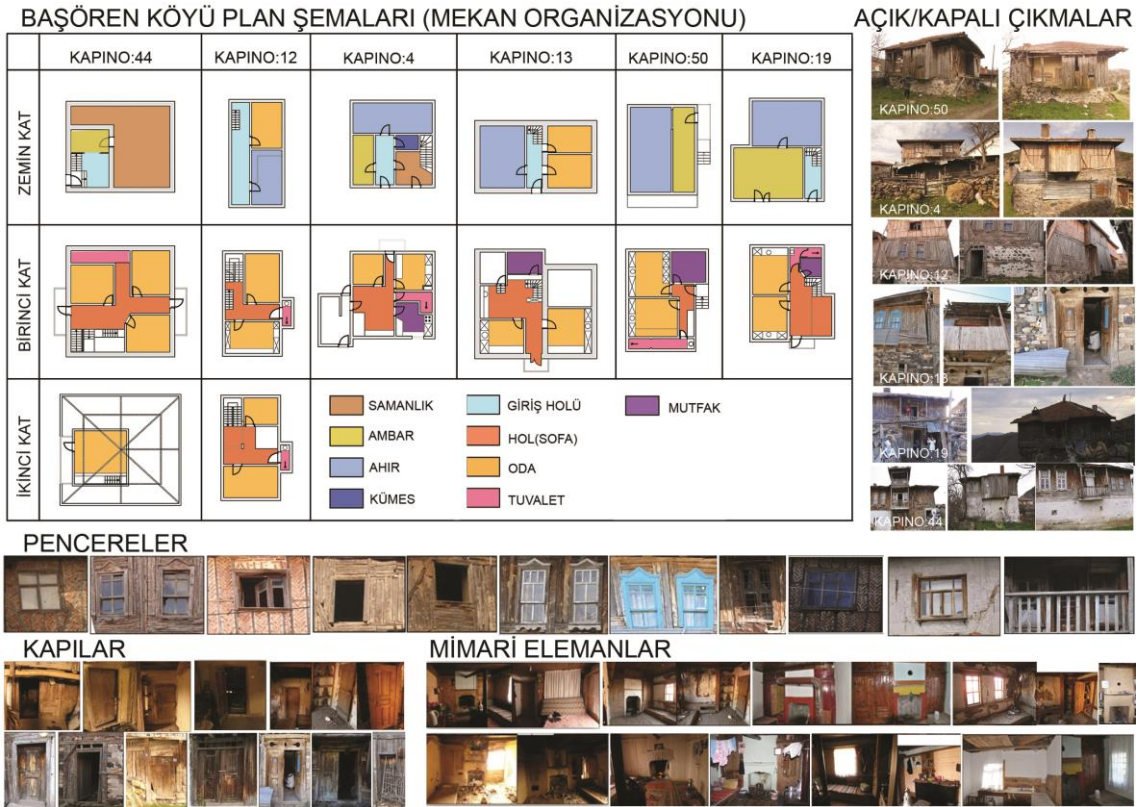 BAŞÖREN KÖYÜ PLAN ŞEMALARI (MEKAN ORGANİZASYONU)
AÇIK/KAPALI ÇIKMALAR
KAPINO:44
KAPINO:12
KAPINO:4
KAPINO:13
KAPINO:50
KAPINO:19
ZEMİN KAT
BİRİNCİ KAT
İKİNCİ KAT
SAMANLIK
AMBAR
AHIR
KÜMES
GİRİŞ HOLÜ
HOL(SOFA)
ODA
TUVALET
MUTFAK
KAPINO:50
KAPINO:4
KAPINO:12
KAPINO:13
KAPINO:19
KAPINO:44
PENCERELER
KAPILAR
MİMARİ ELEMANLAR